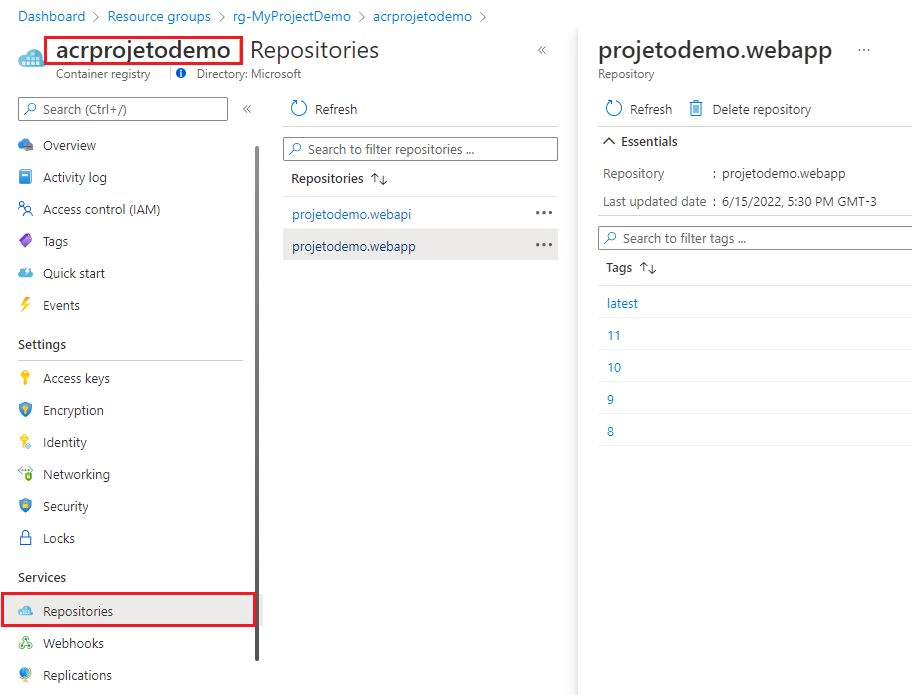 Dashboard > Resource groups > rg-MyProjectDemo > acrprojetodemo >
acrprojetodemo Repositories
Container registry
Directory: Microsoft
Search (Ctrl+/)
«
Overview
Activity log
Access control (IAM)
Tags
Quick start
Events
Settings
Access keys
Encryption
Identity
Networking
Security
Locks
Services
Repositories
Webhooks
Replications
«
Refresh
Search to filter repositories ...
Repositories ↑↓
projetodemo.webapi ...
projetodemo.webapp ...
projetodemo.webapp ...
Repository
Refresh Delete repository
Essentials
Repository : projetodemo.webapp
Last updated date : 6/15/2022, 5:30 PM GMT-3
Search to filter tags ...
Tags ↑↓
latest
11
10
9
8